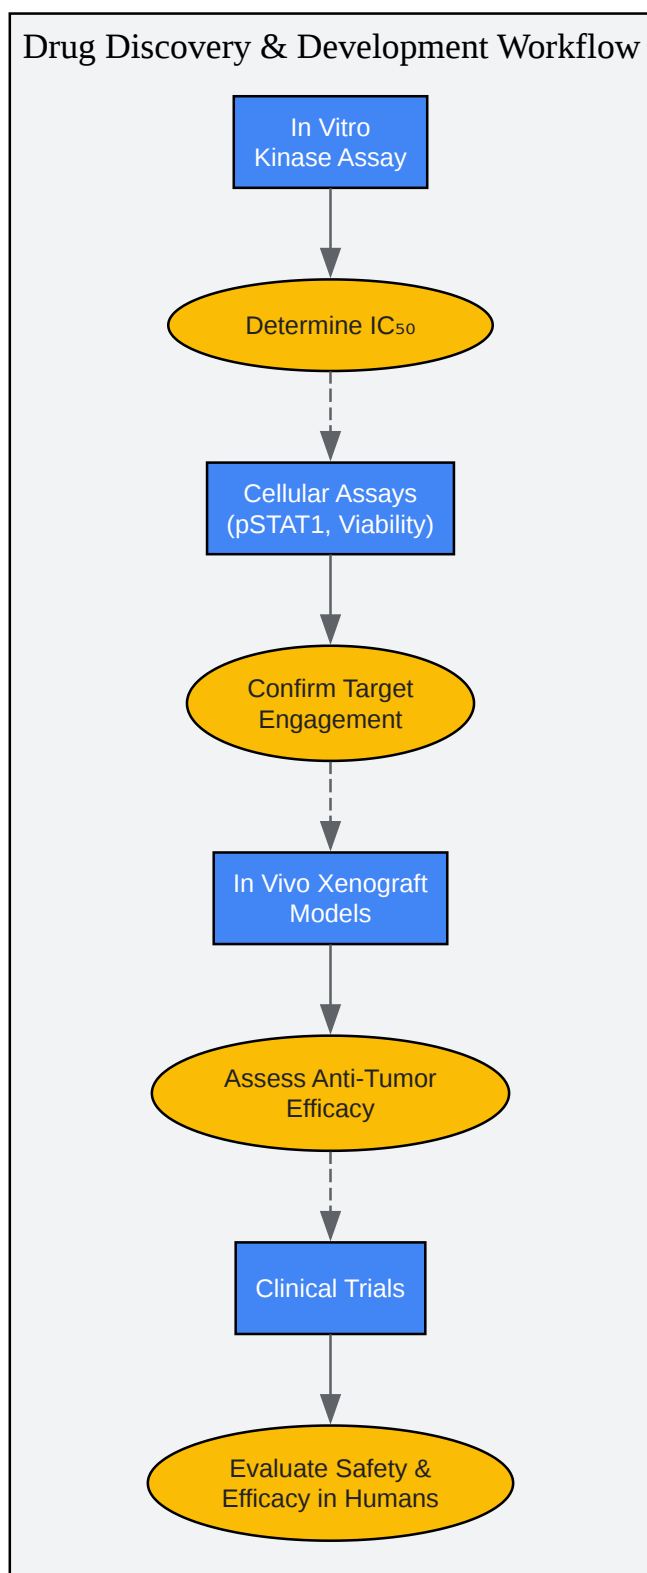 Drug Discovery & Development Workflow
In Vitro
Kinase Assay
Determine IC₅₀
Cellular Assays
(pSTAT1, Viability)
Confirm Target
Engagement
In Vivo Xenograft
Models
Assess Anti-Tumor
Efficacy
Clinical Trials
Evaluate Safety &
Efficacy in Humans